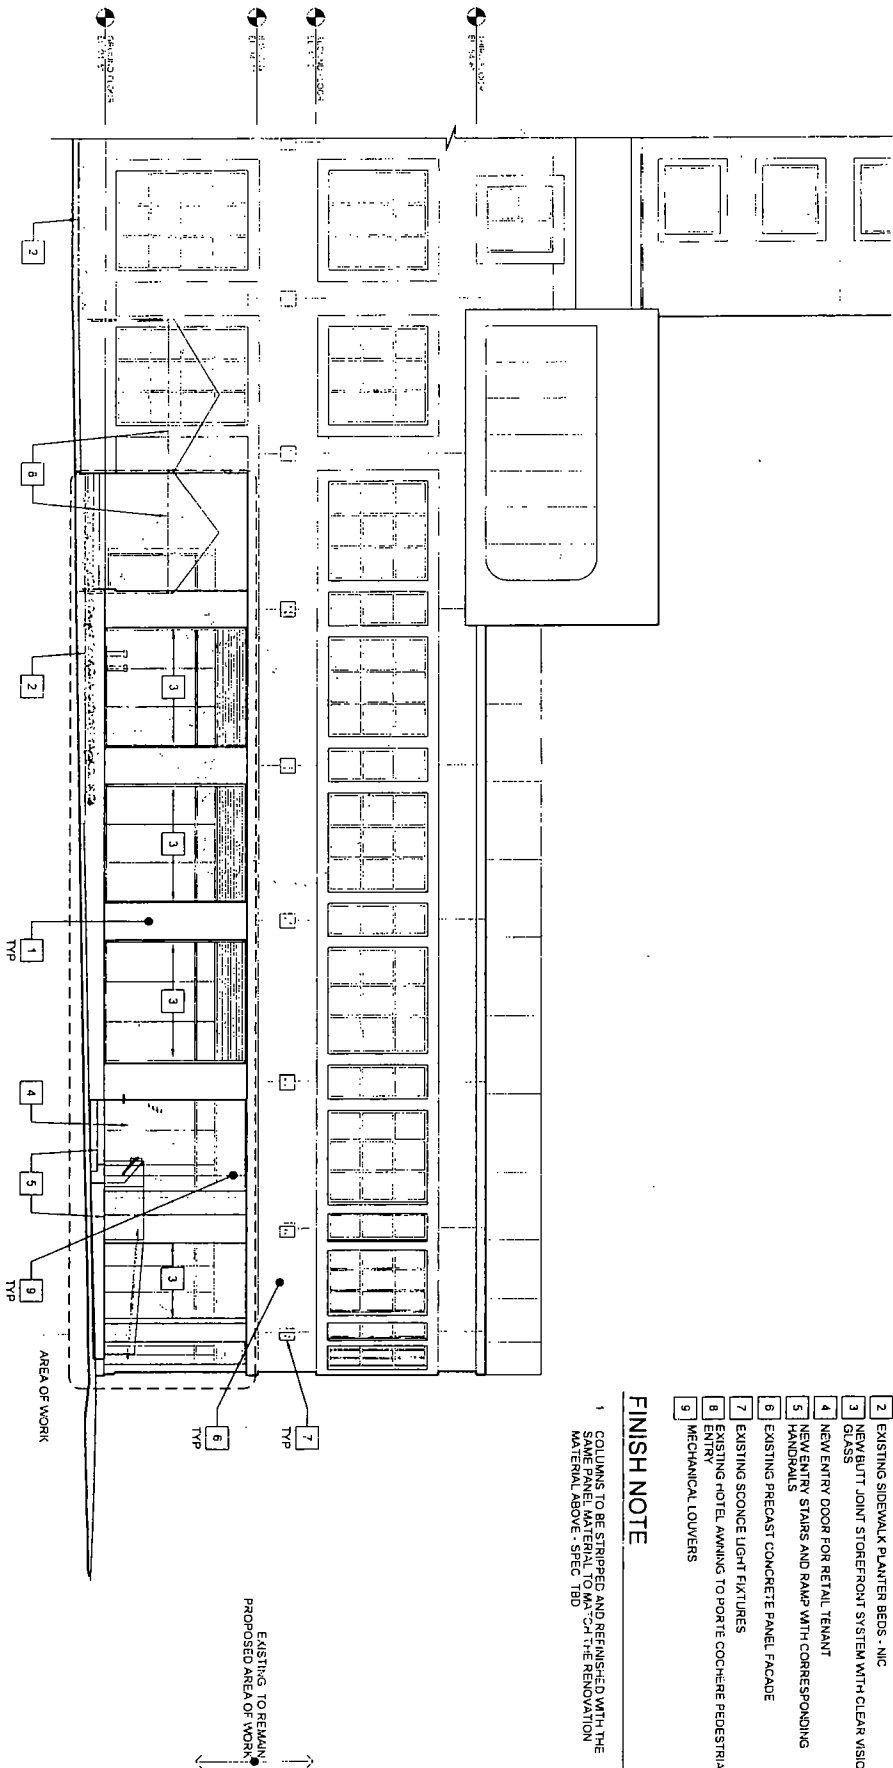 2 EXISTING SIDEWALK PLANTER BEDS - NIC
3 NEW BUTT JOINT STOREFRONT SYSTEM WITH CLEAR
GLASS
4 NEW ENTRY DOOR FOR RETAIL TENANT
5 NEW ENTRY STAIRS AND RAMP WITH CORRESPONDING
HANDRAILS
6 EXISTING PRECAST CONCRETE PANEL FACADE
7 EXISTING SCONCE LIGHT FIXTURES
8 EXISTING HOTEL AWNING TO PORTE COCHERE
ENTRY
9 MECHANICAL LOUVERS
FINISH NOTE
1 COLUMNS TO BE STRIPPED AND REFINISHED WITH THE
SAME PANEL MATERIAL TO MATCH THE RENOVATION
MATERIAL ABOVE - SPEC TBD
EXISTING TO REMAIN
PROPOSED AREA OF WORK
GROUND FLOOR
7
TYP
6
TYP
3
3
3
3
8
2
2
1
TYP
4
5
9
TYP
AREA OF WORK